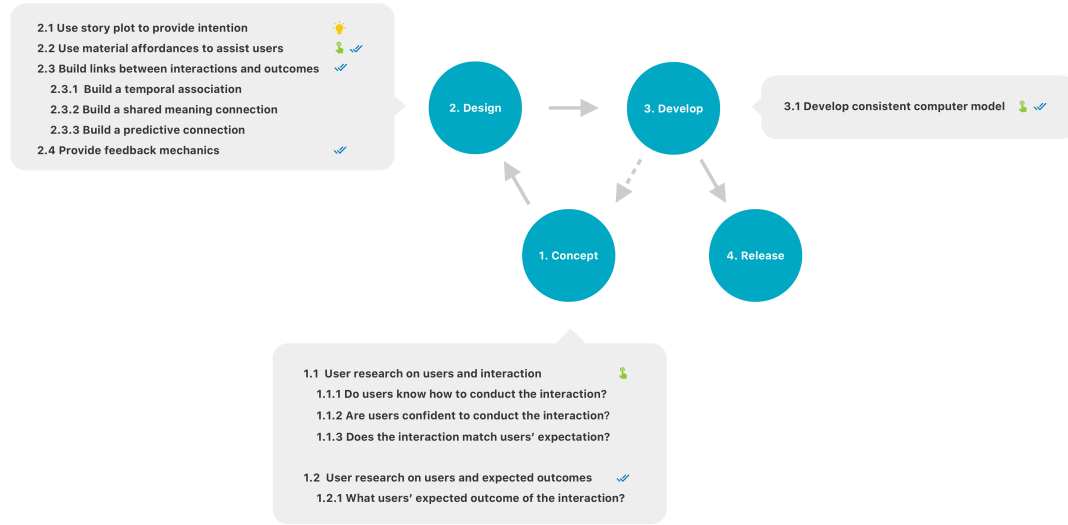 2.1 Use story plot to provide intention
2.2 Use material affordances to assist users
2.3 Build links between interactions and outcomes
2.3.1 Build a temporal association
2.3.2 Build a shared meaning connection
2.3.3 Build a predictive connection
2.4 Provide feedback mechanics
2. Design
3. Develop
3.1 Develop consistent computer model
1. Concept
4. Release
1.1 User research on users and interaction
1.1.1 Do users know how to conduct the interaction?
1.1.2 Are users confident to conduct the interaction?
1.1.3 Does the interaction match users’ expectation?
1.2 User research on users and expected outcomes
1.2.1 What users’ expected outcome of the interaction?